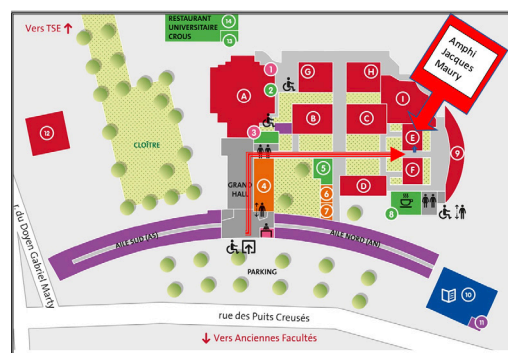 Vers TSE ↑
RESTAURANT
UNIVERSITAIRE
CROUS
14
13
Amphi
Jacques
Maury
1
2
A
G
H
I
3
B
C
E
9
12
CLOÎTRE
GRAND
HALL
4
5
6
7
D
F
8
r. du Doyen Gabriel Marty
AILE SUD (AS)
AILE NORD (AN)
PARKING
10
11
rue des Puits Creusés
↓ Vers Anciennes Facultés